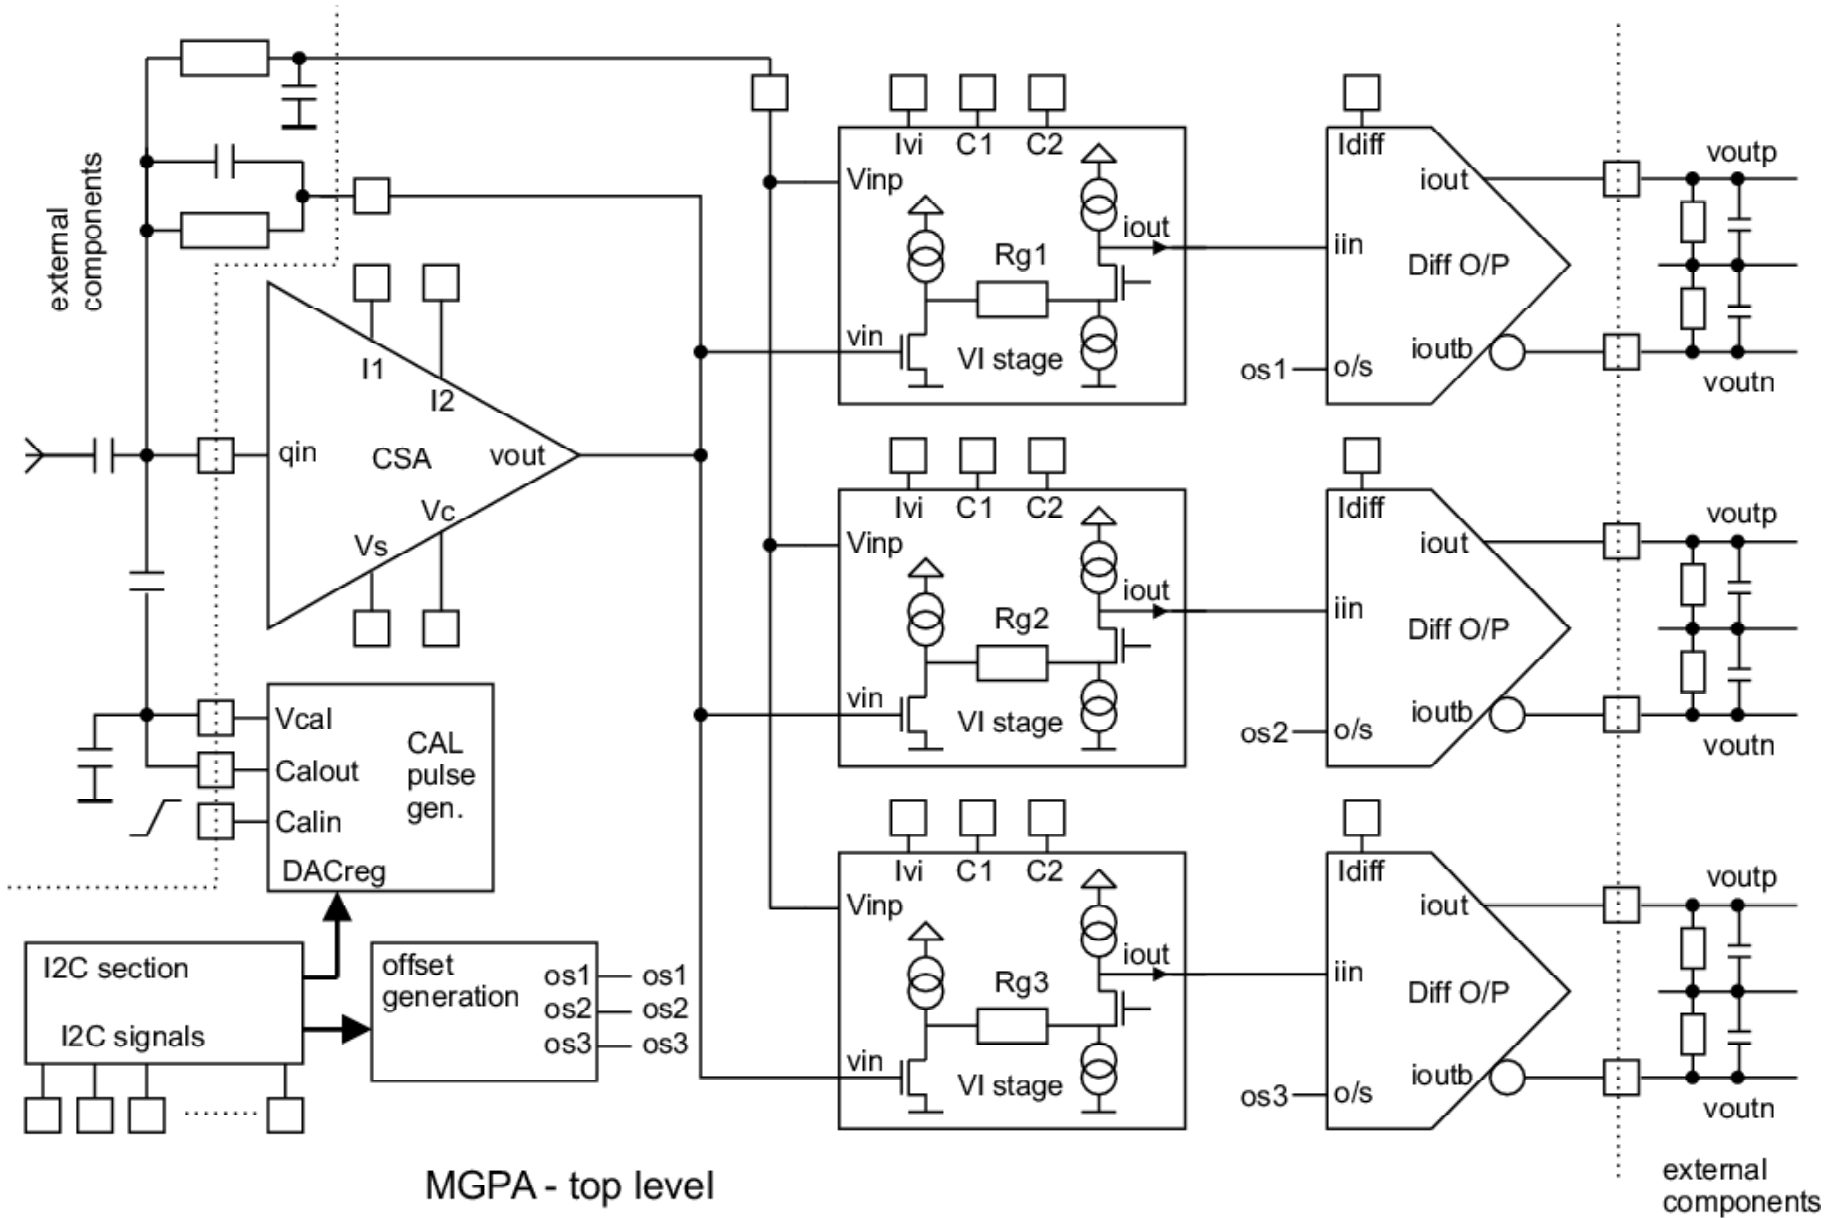 external
components
I1
I2
qin
CSA
vout
Vc
Vs
Vcal
Calout
Calin
DACreg
CAL
pulse
gen.
I2C section
I2C signals
offset
generation
os1
os2
os3
os1
os2
os3
Ivi C1 C2
Vinp
iout
Rg1
vin
VI stage
Idiff
iout
iin
Diff O/P
ioutb
os1
o/s
voutp
voutn
Ivi C1 C2
Vinp
iout
Rg2
vin
VI stage
Idiff
iout
iin
Diff O/P
ioutb
os2
o/s
voutp
voutn
Ivi C1 C2
Vinp
iout
Rg3
vin
VI stage
Idiff
iout
iin
Diff O/P
ioutb
os3
o/s
voutp
voutn
MGPA - top level
external
components